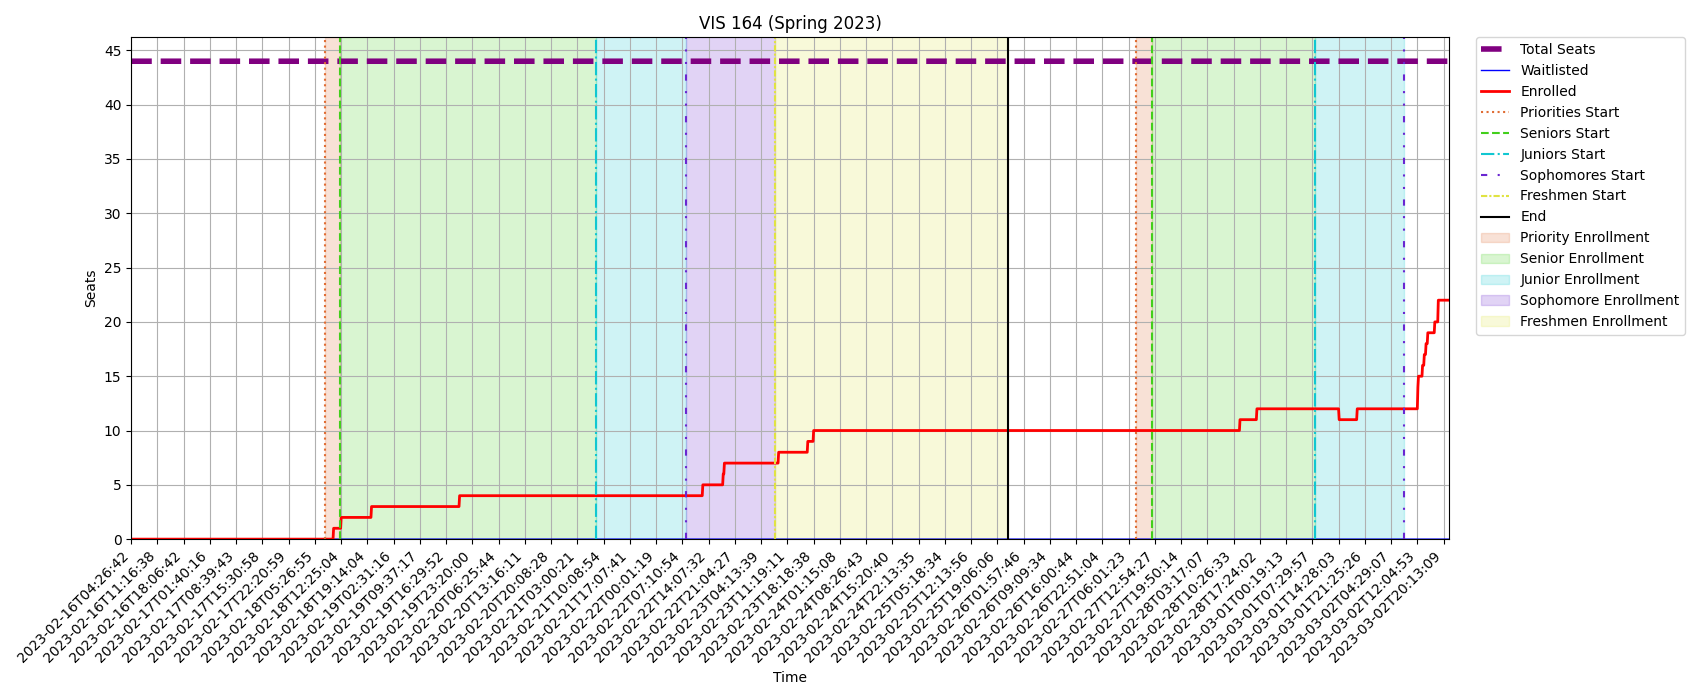 VIS 164 (Spring 2023)
45
40
35
30
25
20
15
10
5
0
Seats
2023-02-16T04:26:42
2023-02-16T11:16:38
2023-02-16T18:06:42
2023-02-17T01:40:16
2023-02-17T08:39:43
2023-02-17T15:30:58
2023-02-17T22:20:59
2023-02-18T05:26:55
2023-02-18T12:25:04
2023-02-18T19:14:04
2023-02-19T02:31:16
2023-02-19T09:37:17
2023-02-19T16:29:52
2023-02-19T23:20:00
2023-02-20T06:25:44
2023-02-20T13:16:11
2023-02-20T20:08:28
2023-02-21T03:00:21
2023-02-21T10:08:54
2023-02-21T17:07:41
2023-02-22T00:01:19
2023-02-22T07:10:54
2023-02-22T14:07:32
2023-02-22T21:04:27
2023-02-23T04:13:39
2023-02-23T11:19:11
2023-02-23T18:18:38
2023-02-24T01:15:08
2023-02-24T08:26:43
2023-02-24T15:20:40
2023-02-24T22:13:35
2023-02-25T05:18:34
2023-02-25T12:13:56
2023-02-25T19:06:06
2023-02-26T01:57:46
2023-02-26T09:09:34
2023-02-26T16:00:44
2023-02-26T22:51:04
2023-02-27T06:01:23
2023-02-27T12:54:27
2023-02-27T19:50:14
2023-02-28T03:17:07
2023-02-28T10:26:33
2023-02-28T17:24:02
2023-03-01T00:19:13
2023-03-01T07:29:57
2023-03-01T14:28:03
2023-03-01T21:25:26
2023-03-02T04:29:07
2023-03-02T12:04:53
2023-03-02T20:13:09
Time
Total Seats
Waitlisted
Enrolled
Priorities Start
Seniors Start
Juniors Start
Sophomores Start
Freshmen Start
End
Priority Enrollment
Senior Enrollment
Junior Enrollment
Sophomore Enrollment
Freshmen Enrollment